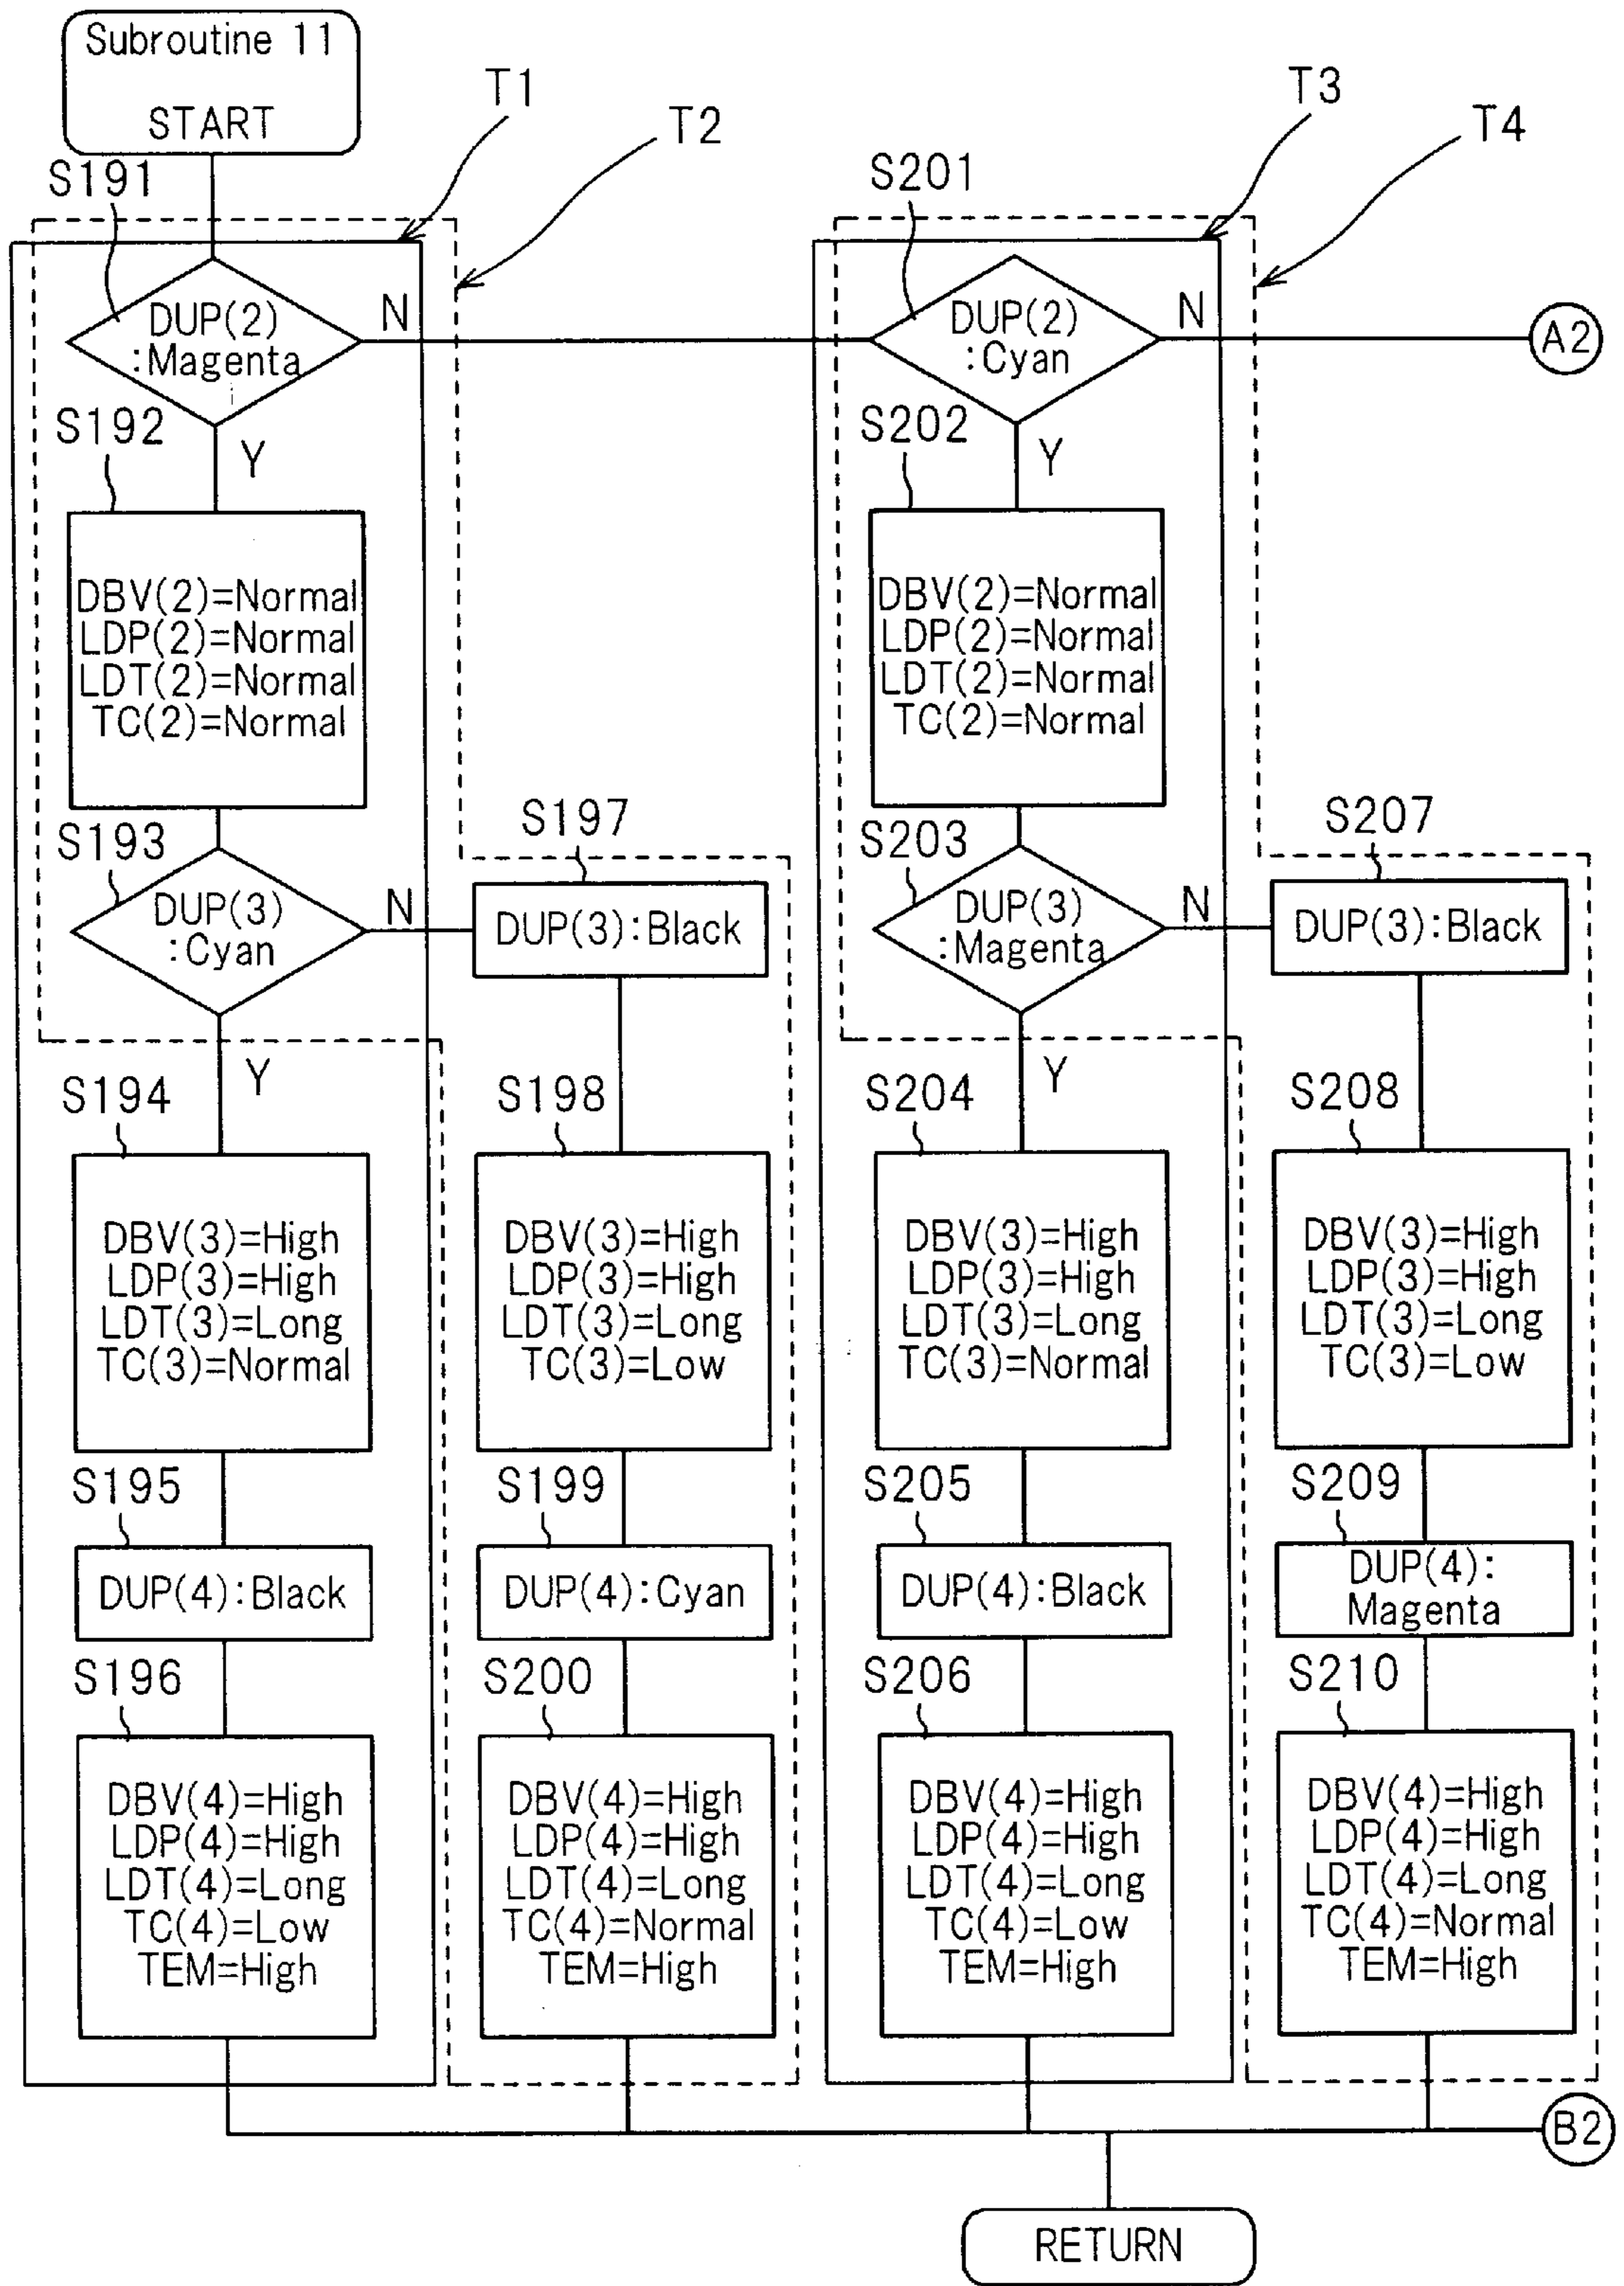 Subroutine 11
START
T1
T2
T3
T4
S191
DUP(2)
:Magenta
N
Y
S192
DBV(2)=Normal
LDP(2)=Normal
LDT(2)=Normal
TC(2)=Normal
S193
DUP(3)
:Cyan
N
Y
S194
DBV(3)=High
LDP(3)=High
LDT(3)=Long
TC(3)=Normal
S195
DUP(4):Black
S196
DBV(4)=High
LDP(4)=High
LDT(4)=Long
TC(4)=Low
TEM=High
S197
DUP(3):Black
S198
DBV(3)=High
LDP(3)=High
LDT(3)=Long
TC(3)=Low
S199
DUP(4):Cyan
S200
DBV(4)=High
LDP(4)=High
LDT(4)=Long
TC(4)=Normal
TEM=High
S201
DUP(2)
:Cyan
N
A2
Y
S202
DBV(2)=Normal
LDP(2)=Normal
LDT(2)=Normal
TC(2)=Normal
S203
DUP(3)
:Magenta
N
Y
S204
DBV(3)=High
LDP(3)=High
LDT(3)=Long
TC(3)=Normal
S205
DUP(4):Black
S206
DBV(4)=High
LDP(4)=High
LDT(4)=Long
TC(4)=Low
TEM=High
S207
DUP(3):Black
S208
DBV(3)=High
LDP(3)=High
LDT(3)=Long
TC(3)=Low
S209
DUP(4):
Magenta
S210
DBV(4)=High
LDP(4)=High
LDT(4)=Long
TC(4)=Normal
TEM=High
B2
RETURN